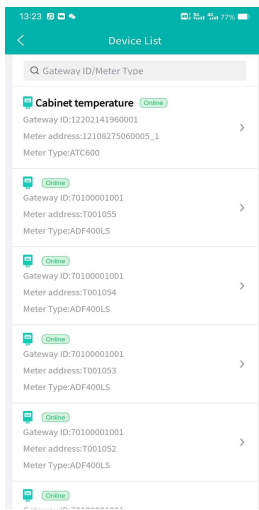 13:23 77%
Device List
Gateway ID/Meter Type
Cabinet temperature Online
Gateway ID:12202141960001
Meter address:12108275060005_1
Meter Type:ATC600
Online
Gateway ID:70100001001
Meter address:T001055
Meter Type:ADF400LS
Online
Gateway ID:70100001001
Meter address:T001054
Meter Type:ADF400LS
Online
Gateway ID:70100001001
Meter address:T001053
Meter Type:ADF400LS
Online
Gateway ID:70100001001
Meter address:T001052
Meter Type:ADF400LS
Online